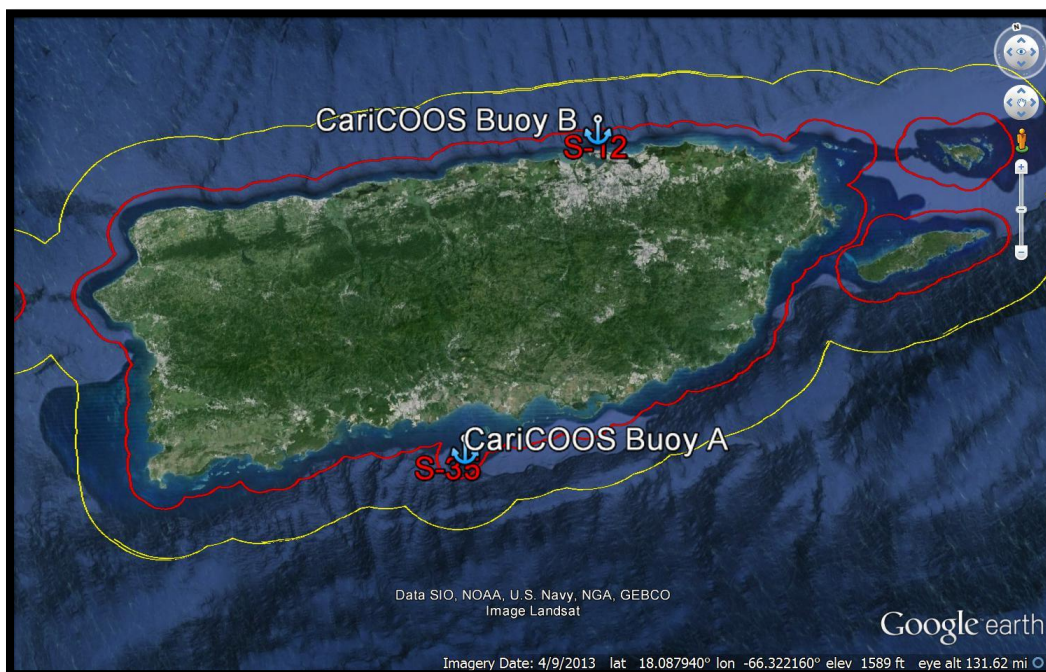 N
CariCOOS Buoy B
S-12
CariCOOS Buoy A
S-35
Data SIO, NOAA, U.S. Navy, NGA, GEBCO
Image Landsat
Google earth
Imagery Date: 4/9/2013 lat 18.087940° lon -66.322160° elev 1589 ft eye alt 131.62 mi